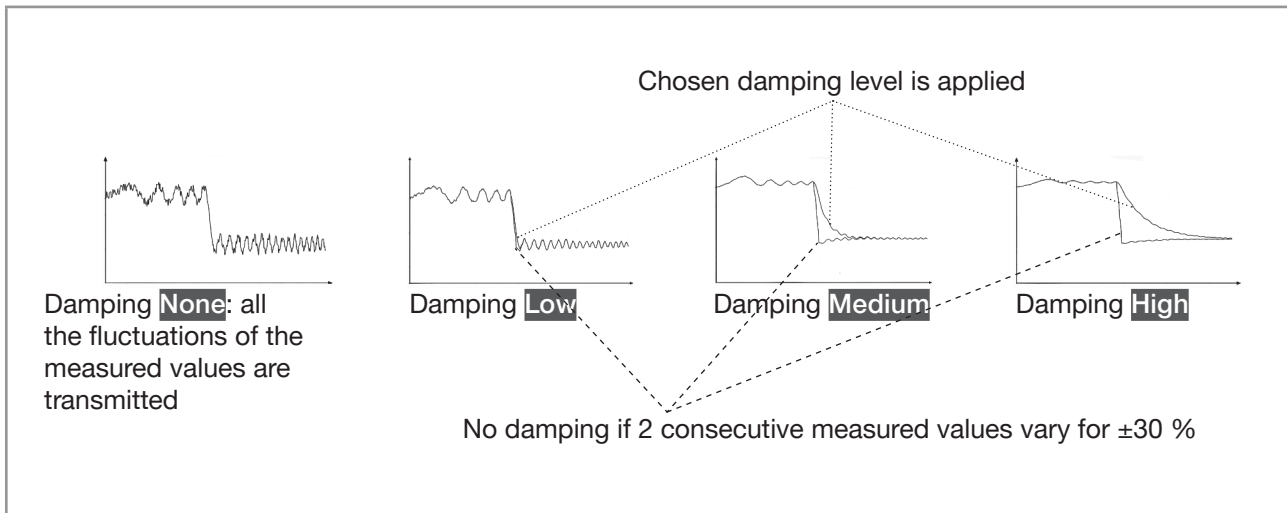 Chosen damping level is applied
Damping None: all
the fluctuations of the
measured values are
transmitted
Damping Low
Damping Medium
Damping High
No damping if 2 consecutive measured values vary for ±30 %